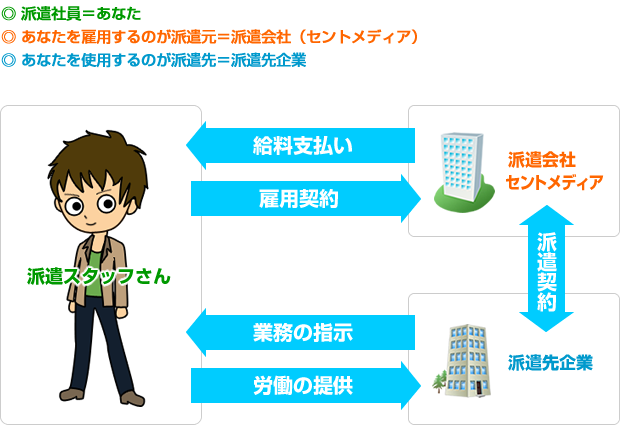 ◎ 派遣社員＝あなた
◎ あなたを雇用するのが派遣元＝派遣会社（セントメディア）
◎ あなたを使用するのが派遣先＝派遣先企業
給料支払い
雇用契約
派遣会社
セントメディア
派遣スタッフさん
派遣契約
業務の指示
労働の提供
派遣先企業